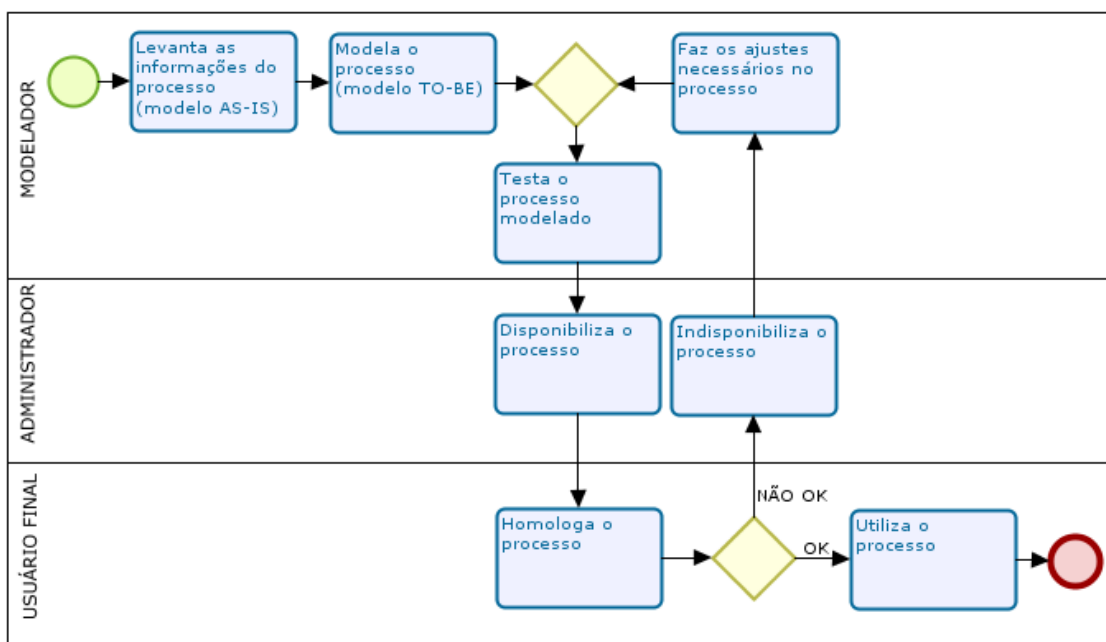 MODELADOR
Levanta as
informações do
processo
(modelo AS-IS)
Modela o
processo
(modelo TO-BE)
Faz os ajustes
necessários no
processo
Testa o
processo
modelado
ADMINISTRADOR
Disponibiliza o
processo
Indisponibiliza o
processo
USUÁRIO FINAL
Homologa o
processo
NÃO OK
OK
Utiliza o
processo